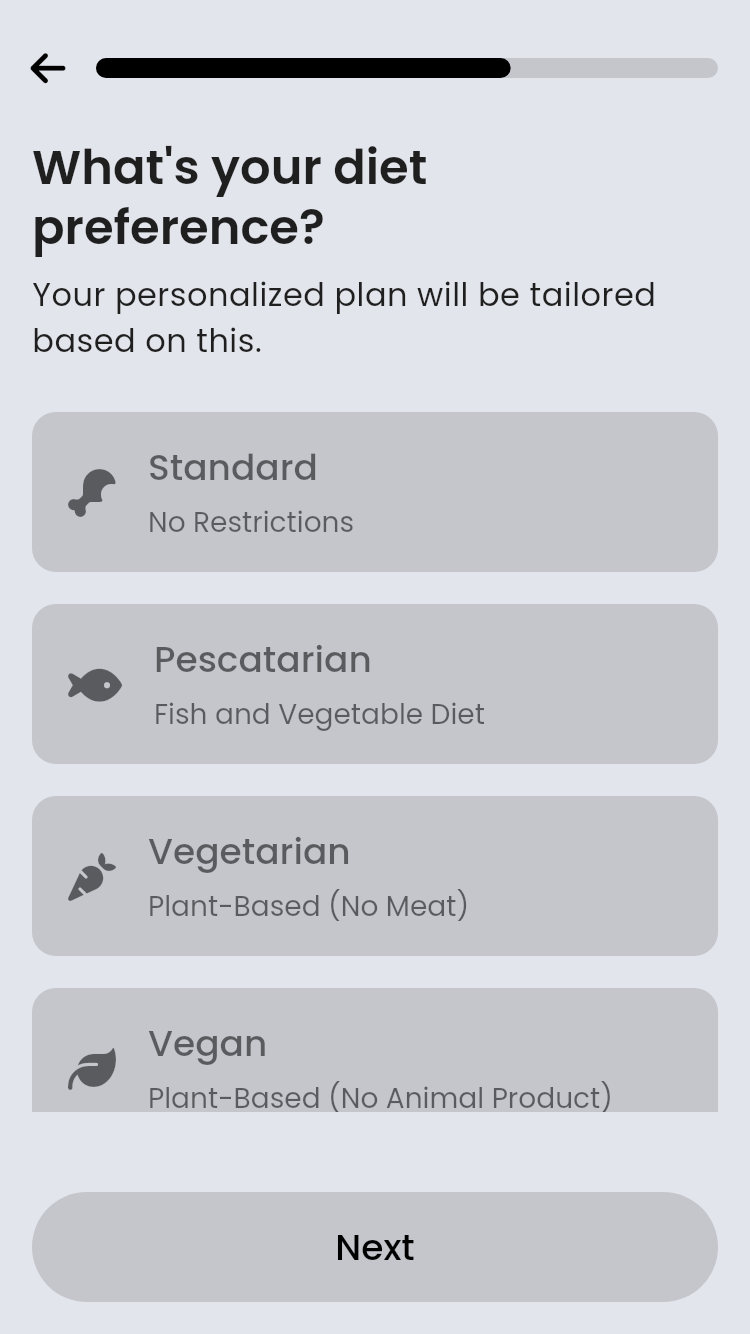 What's your diet
preference?
Your personalized plan will be tailored
based on this.
Standard
No Restrictions
Pescatarian
Fish and Vegetable Diet
Vegetarian
Plant-Based (No Meat)
Vegan
Plant-Based (No Animal Product)
Next